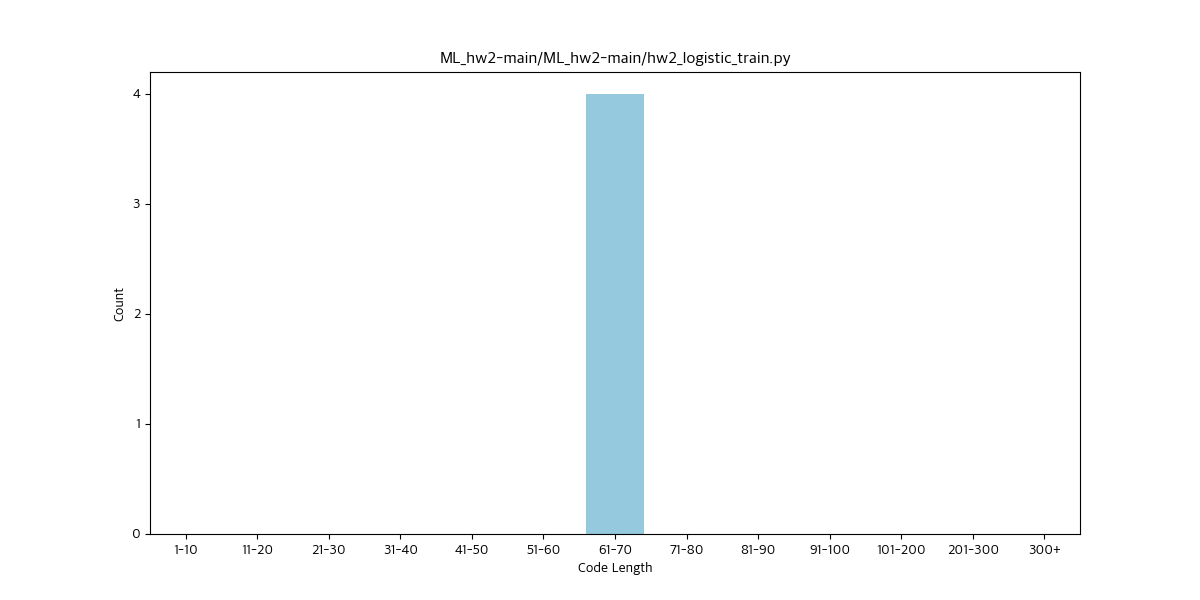 ML_hw2-main/ML_hw2-main/hw2_logistic_train.py
4
3
2
1
0
Count
1-10 11-20 21-30 31-40 41-50 51-60 61-70 71-80 81-90 91-100 101-200 201-300 300+
Code Length